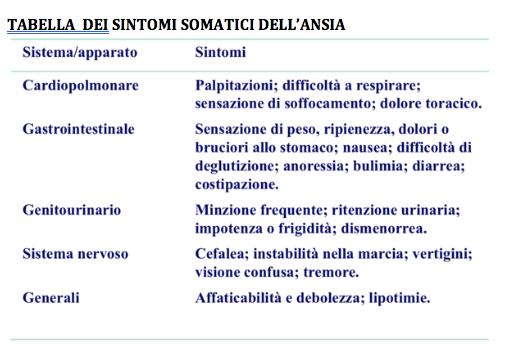 TABELLA DEI SINTOMI SOMATICI DELL'ANSIA
Sistema/apparato Sintomi
Cardiopolmonare Palpitazioni; difficoltà a respirare;
sensazione di soffocamento; dolore toracico.
Gastrointestinale Sensazione di peso, ripienezza, dolori o
bruciori allo stomaco; nausea; difficoltà di
deglutizione; anoressia; bulimia; diarrea;
costipazione.
Genitourinario Minzione frequente; ritenzione urinaria;
impotenza o frigidità; dismenorrea.
Sistema nervoso Cefalea; instabilità nella marcia; vertigini;
visione confusa; tremore.
Generali Affaticabilità e debolezza; lipotimie.